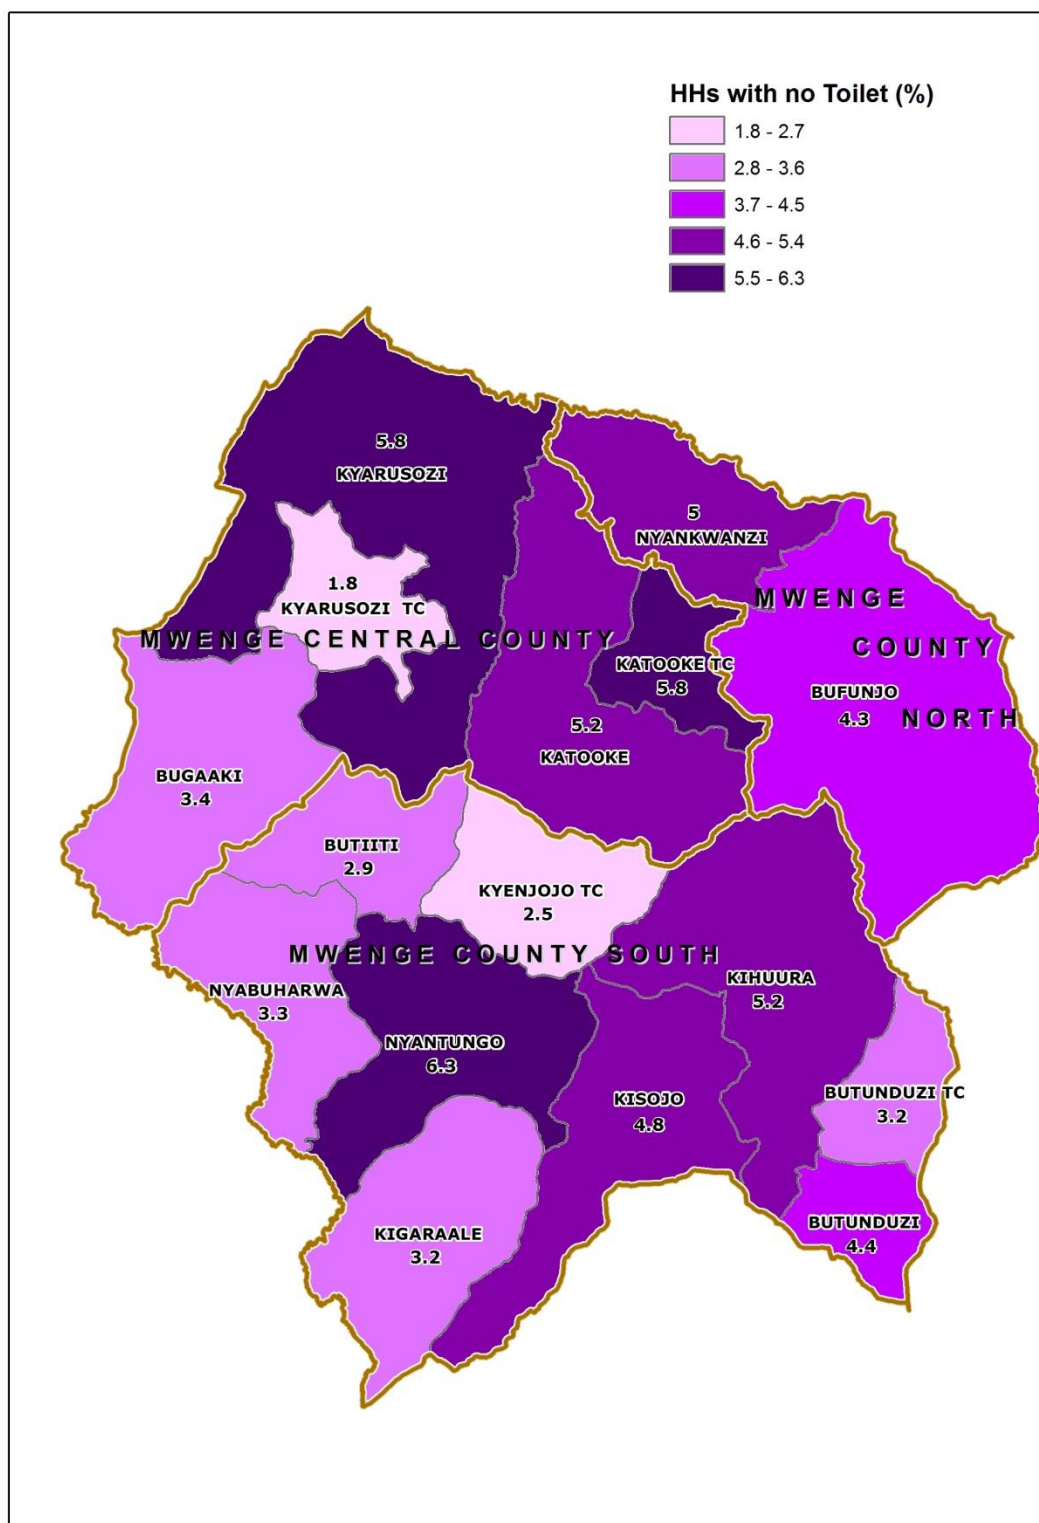 HHs with no Toilet (%)
1.8 - 2.7
2.8 - 3.6
3.7 - 4.5
4.6 - 5.4
5.5 - 6.3
5.8
KYARUSOZI
5
NYANKWANZI
1.8
KYARUSOZI TC
MWENGE
COUNTY
NORTH
MWENGE CENTRAL COUNTY
KATOOKE TC
5.8
BUFUNJO
4.3
5.2
KATOOKE
BUGAAKI
3.4
BUTIITI
2.9
KYENJOJO TC
2.5
MWENGE COUNTY SOUTH
KIHUURA
5.2
NYABUHARWA
3.3
NYANTUNGO
6.3
KISOJO
4.8
BUTUNDUZI TC
3.2
KIGARAALE
3.2
BUTUNDUZI
4.4